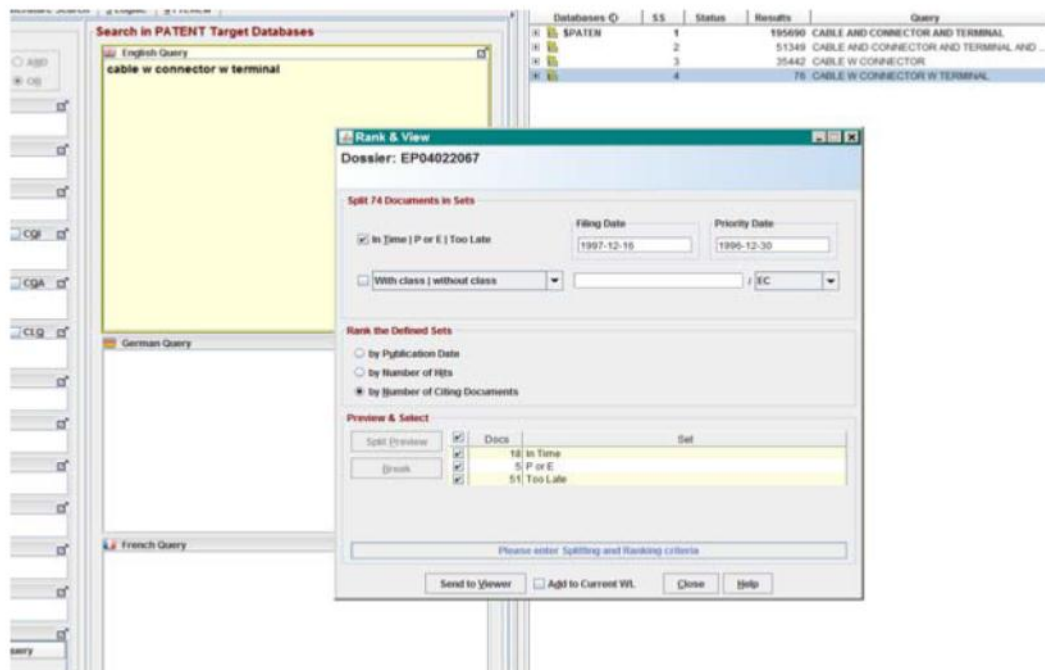 Search in PATENT Target Databases
English Query
cable w connector w terminal
AND
OR
CQI
CQA
CLQ
German Query
French Query
Databases
SS
Status
Results
Query
$PATEN 1 195690 CABLE AND CONNECTOR AND TERMINAL
2 51349 CABLE AND CONNECTOR AND TERMINAL AND ...
3 35442 CABLE W CONNECTOR
4 76 CABLE W CONNECTOR W TERMINAL
Rank & View
Dossier: EP04022067
Split 74 Documents in Sets
Filing Date
Priority Date
In Time | P or E | Too Late
1997-12-16
1996-12-30
With class | without class
/ EC
Rank the Defined Sets
by Publication Date
by Number of Hits
by Number of Citing Documents
Preview & Select
Split Preview
Break
Docs Set
18 In Time
5 P or E
51 Too Late
Please enter Splitting and Ranking criteria
Send to Viewer
Add to Current WL
Close
Help